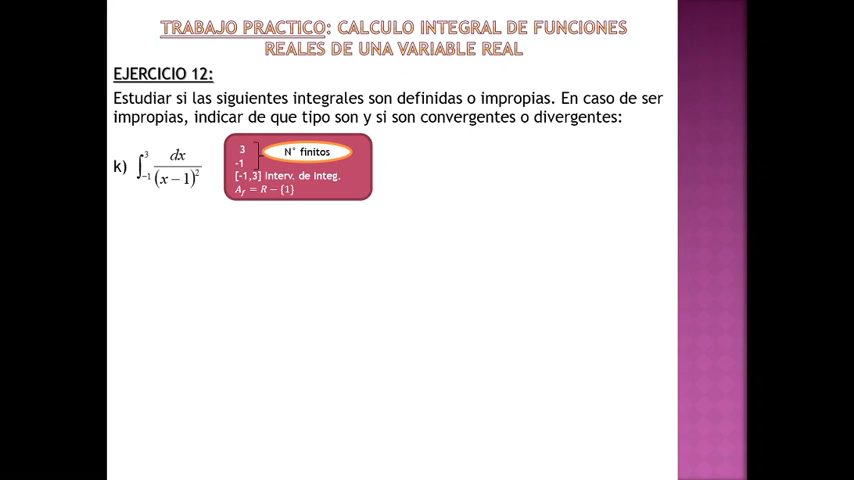 TRABAJO PRACTICO: CALCULO INTEGRAL DE FUNCIONES
REALES DE UNA VARIABLE REAL
EJERCICIO 12:
Estudiar si las siguientes integrales son definidas o impropias. En caso de ser
impropias, indicar de que tipo son y si son convergentes o divergentes:
k) ∫_{-1}^{3} dx/(x−1)²
3
-1
N° finitos
[-1,3] Interv. de Integ.
A_f = R − {1}